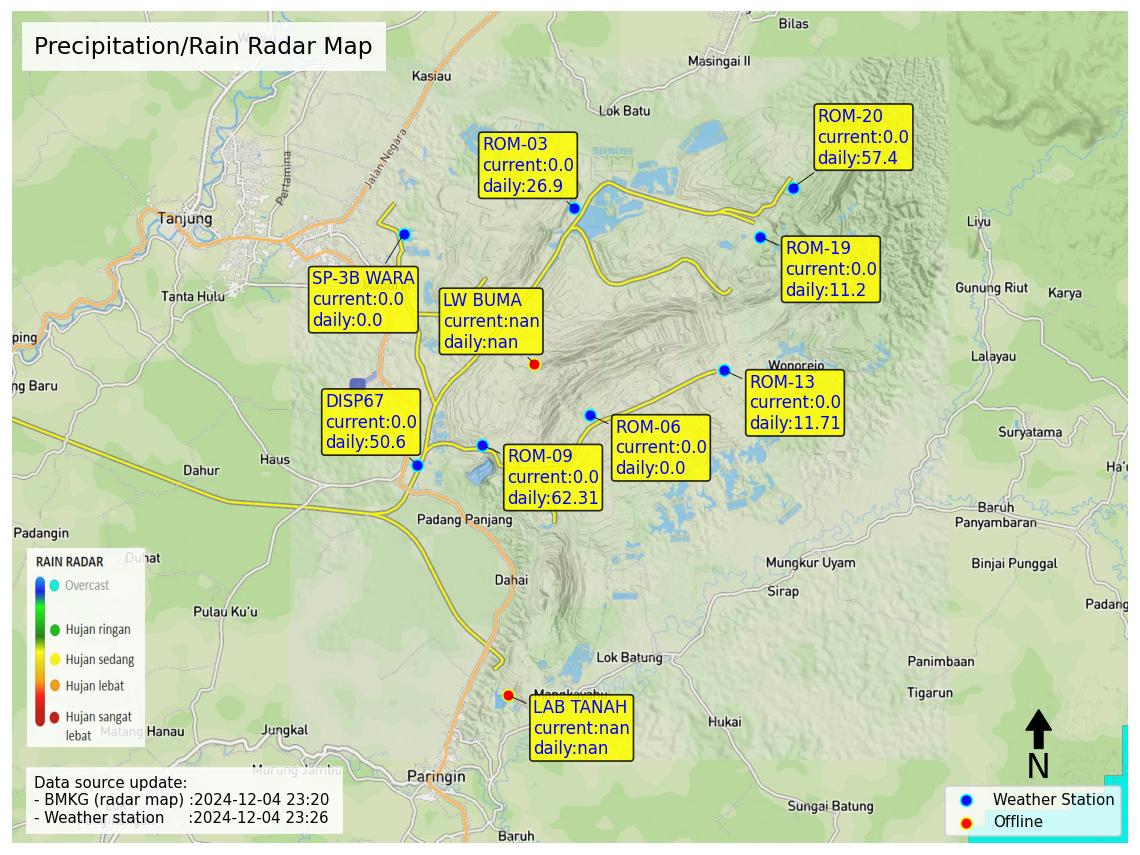 Precipitation/Rain Radar Map
Bilas
Masingai II
Kasiau
Lok Batu
Jalan Negara
Pertamina
Tanjung
Tanta Hulu
ROM-03
current:0.0
daily:26.9
ROM-20
current:0.0
daily:57.4
ROM-19
current:0.0
daily:11.2
SP-3B WARA
current:0.0
daily:0.0
LW BUMA
current:nan
daily:nan
Liyu
Gunung Riut
Karya
Lalayau
Wonorejo
ping
ng Baru
ROM-13
current:0.0
daily:11.71
DISP67
current:0.0
daily:50.6
ROM-06
current:0.0
daily:0.0
ROM-09
current:0.0
daily:62.31
Suryatama
Ha'u
Haus
Dahur
Padang Panjang
Baruh
Panyambaran
Padangin
Duhat
Dahai
Mungkur Uyam
Binjai Punggal
Sirap
Padang
Pulau Ku'u
RAIN RADAR
Overcast
Hujan ringan
Hujan sedang
Hujan lebat
Hujan sangat
lebat
Lok Batung
Panimbaan
Tigarun
Mangkayahu
LAB TANAH
current:nan
daily:nan
Hukai
Matang Hanau
Jungkal
Murung Jambu
Paringin
Sungai Batung
Baruh
N
Data source update:
- BMKG (radar map) :2024-12-04 23:20
- Weather station :2024-12-04 23:26
Weather Station
Offline